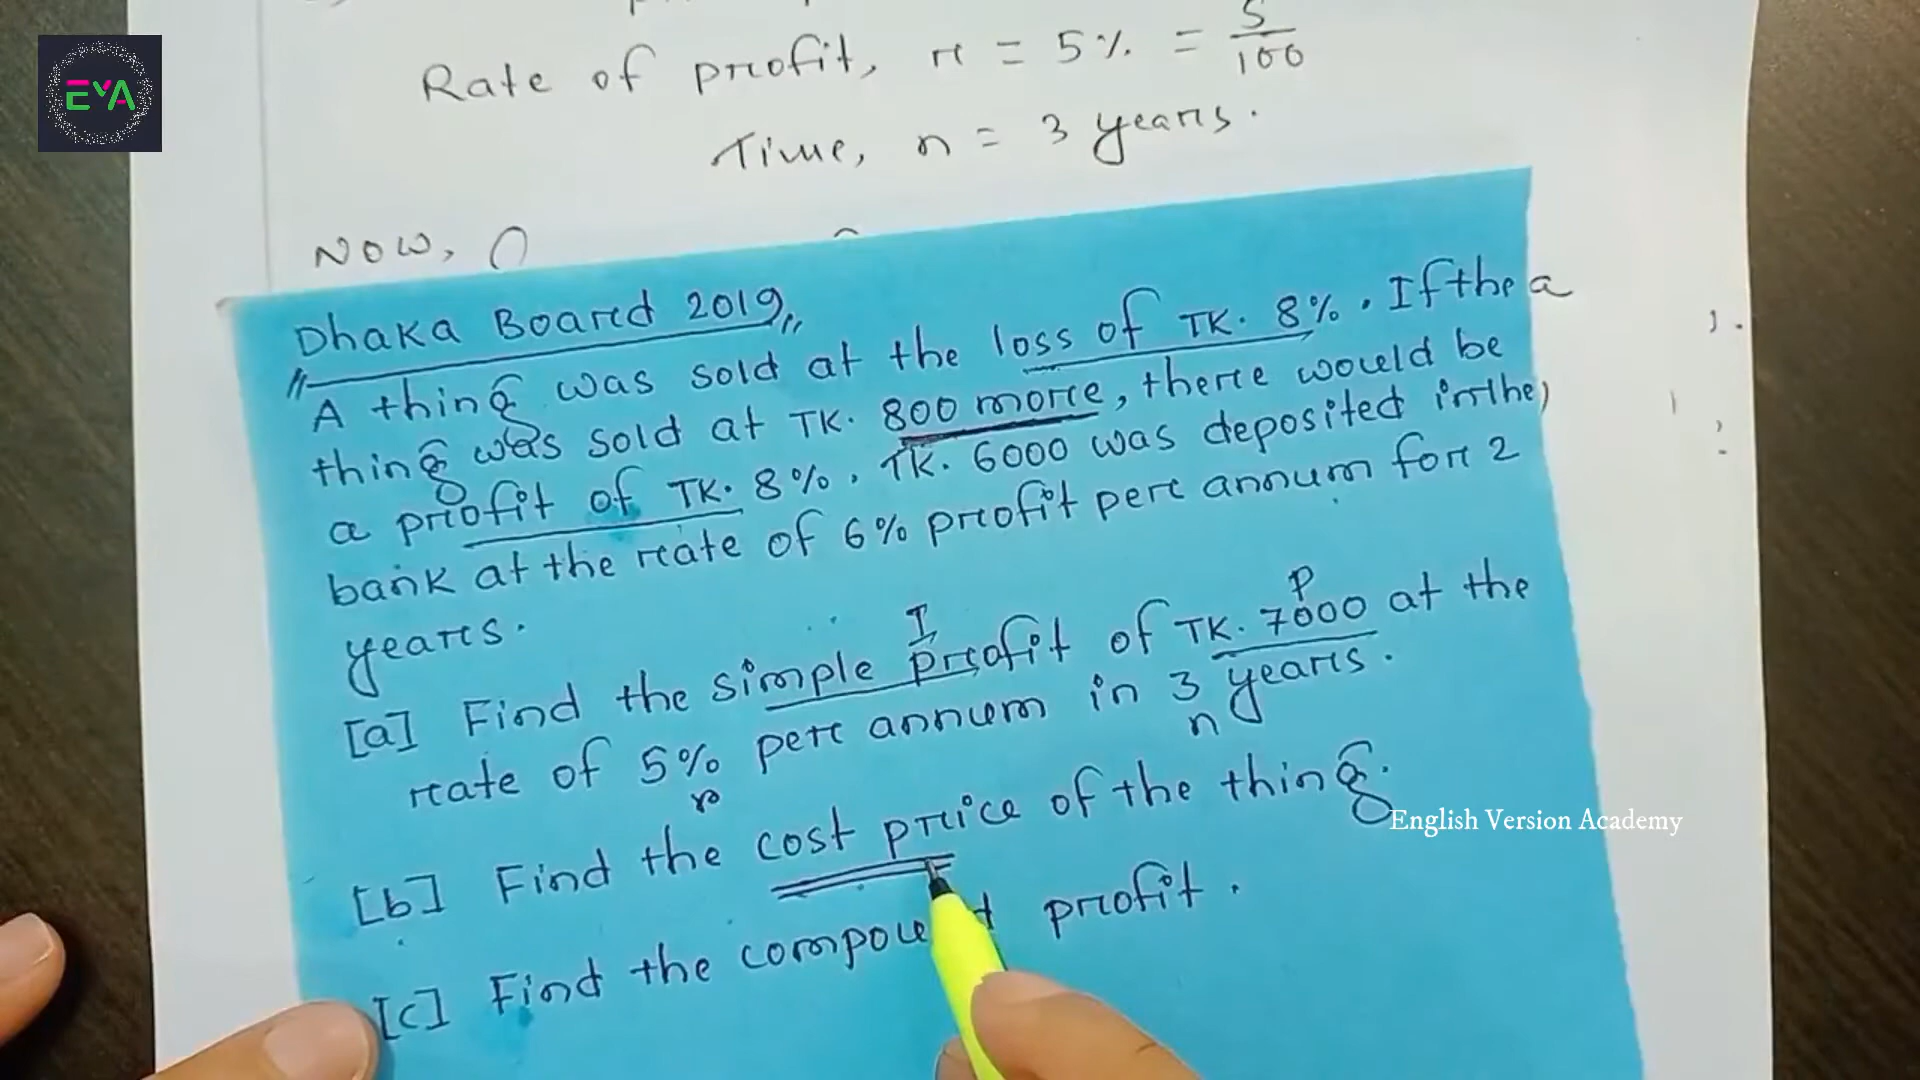 EYA
Rate of profit, r = 5% = 5/100
Time, n = 3 years.
Now,
Dhaka Board 2019
"A thing was sold at the loss of TK. 8%. If the a
thing was sold at TK. 800 more, there would be
a profit of TK. 8%. TK. 6000 was deposited in the
bank at the rate of 6% profit per annum for 2
years.
I P
[a] Find the simple profit of TK. 7000 at the
rate of 5% per annum in 3 years.
r n
[b] Find the cost price of the thing.
English Version Academy
[c] Find the compound profit.